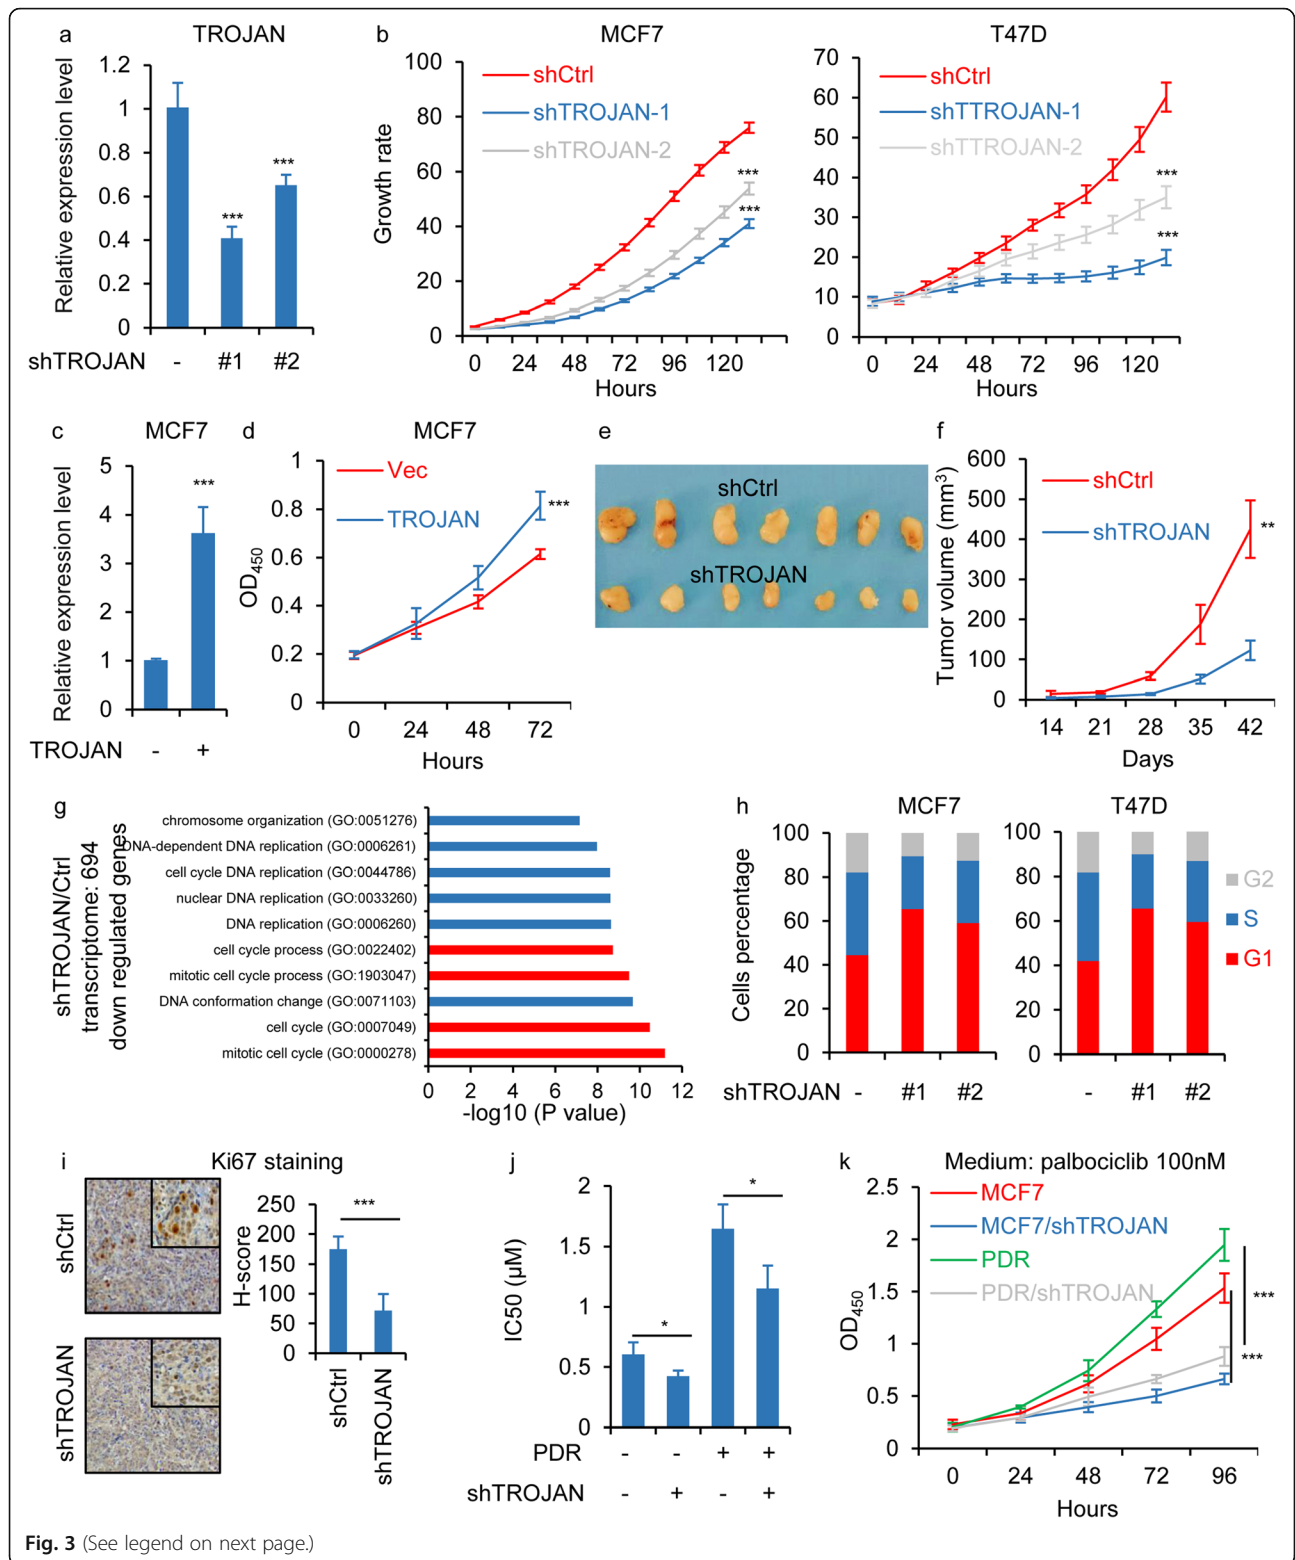 a
TROJAN
Relative expression level
1.2
1
0.8
0.6
0.4
0.2
0
***
***
shTROJAN - #1 #2
b
MCF7
Growth rate
100
80
60
40
20
0
shCtrl
shTROJAN-1
shTROJAN-2
***
***
0 24 48 72 96 120
Hours
T47D
70
60
50
40
30
20
10
0
shCtrl
shTTROJAN-1
shTTROJAN-2
***
***
0 24 48 72 96 120
Hours
c
MCF7
Relative expression level
5
4
3
2
1
0
***
TROJAN - +
d
MCF7
OD450
1
0.8
0.6
0.4
0.2
0
Vec
TROJAN
***
0 24 48 72
Hours
e
shCtrl
shTROJAN
f
Tumor volume (mm3)
600
500
400
300
200
100
0
shCtrl
shTROJAN
**
14 21 28 35 42
Days
g
shTROJAN/Ctrl
transcriptome: 694
down regulated genes
chromosome organization (GO:0051276)
DNA-dependent DNA replication (GO:0006261)
cell cycle DNA replication (GO:0044786)
nuclear DNA replication (GO:0033260)
DNA replication (GO:0006260)
cell cycle process (GO:0022402)
mitotic cell cycle process (GO:1903047)
DNA conformation change (GO:0071103)
cell cycle (GO:0007049)
mitotic cell cycle (GO:0000278)
0 2 4 6 8 10 12
-log10 (P value)
h
MCF7
Cells percentage
100
80
60
40
20
0
shTROJAN - #1 #2
T47D
100
80
60
40
20
0
- #1 #2
G2
S
G1
i
Ki67 staining
shCtrl
shTROJAN
H-score
250
200
150
100
50
0
***
shCtrl
shTROJAN
j
IC50 (µM)
2
1.5
1
0.5
0
*
*
PDR - - + +
shTROJAN - + - +
k
Medium: palbociclib 100nM
OD450
2.5
2
1.5
1
0.5
0
MCF7
MCF7/shTROJAN
PDR
PDR/shTROJAN
***
***
0 24 48 72 96
Hours
Fig. 3 (See legend on next page.)